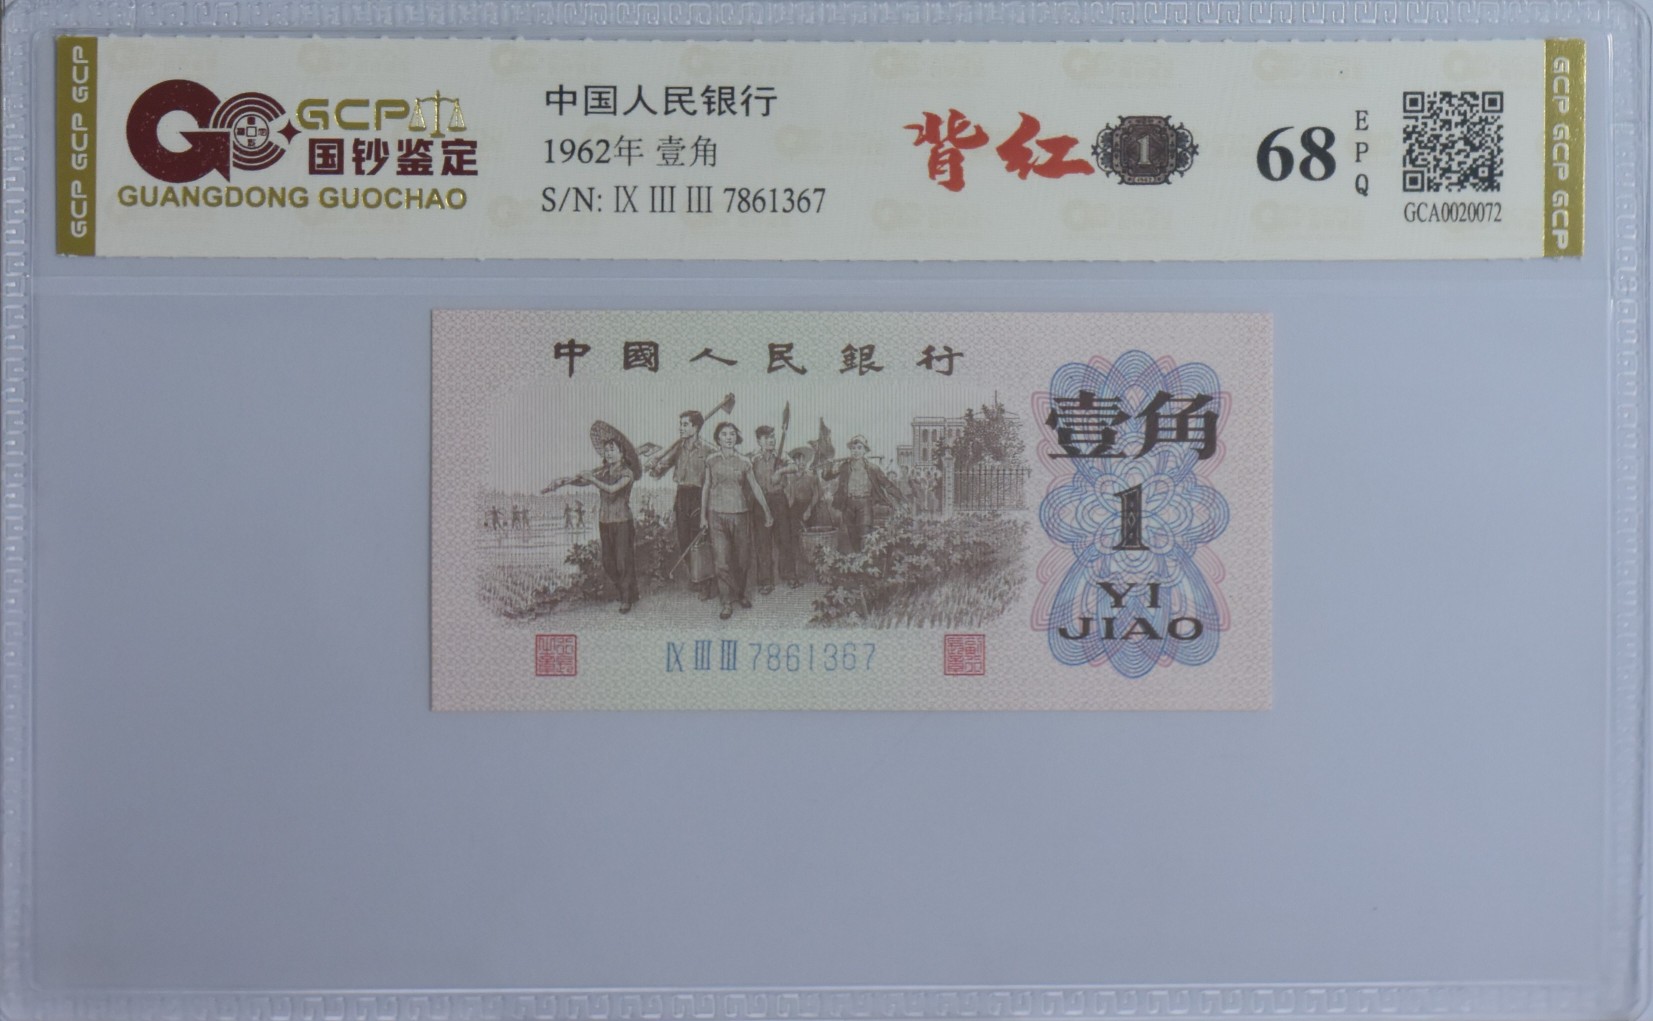 GCP GCP GCP
GCP
国钞鉴定
GUANGDONG GUOCHAO
中国人民银行
1962年 壹角
S/N: Ⅸ Ⅲ Ⅲ 7861367
背红
1
68
EPQ
GCA0020072
GCP GCP GCP
中國人民銀行
壹角
1
YI
JIAO
Ⅸ Ⅲ Ⅲ 7861367